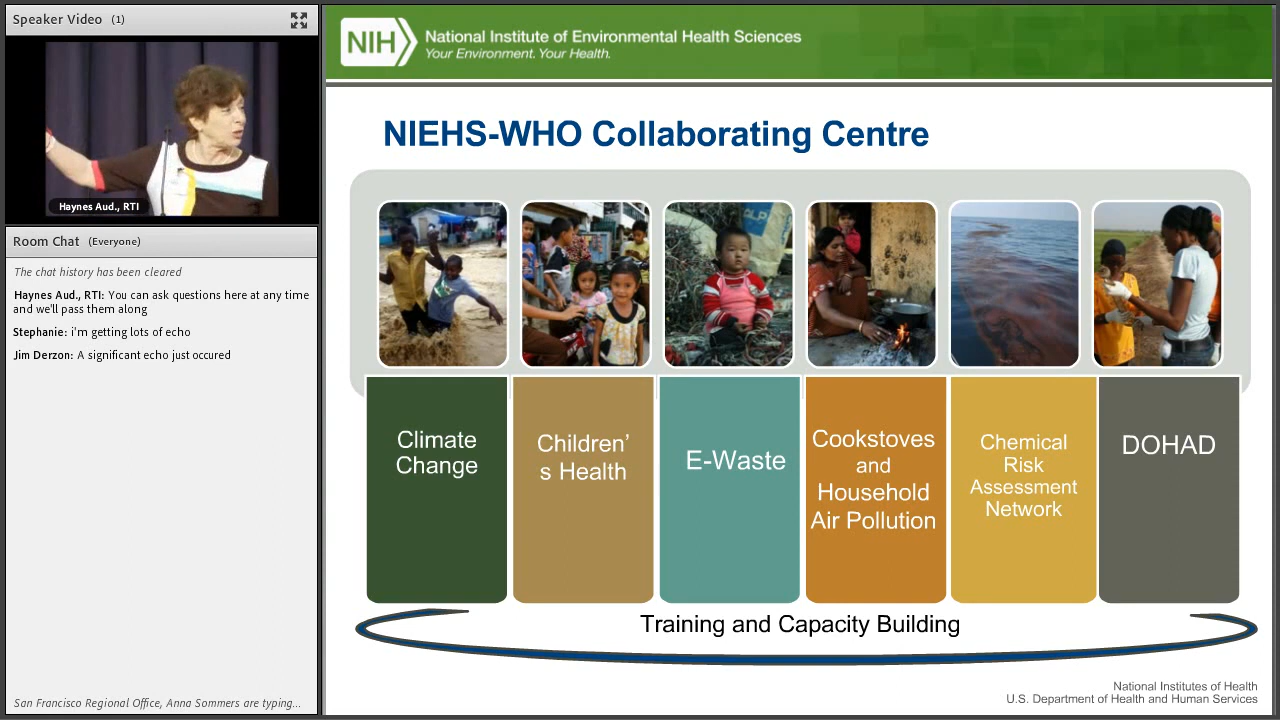 Speaker Video (1)
Haynes Aud., RTI
Room Chat (Everyone)
The chat history has been cleared
Haynes Aud., RTI: You can ask questions here at any time
and we'll pass them along
Stephanie: i'm getting lots of echo
Jim Derzon: A significant echo just occured
San Francisco Regional Office, Anna Sommers are typing...
NIH
National Institute of Environmental Health Sciences
Your Environment. Your Health.
NIEHS-WHO Collaborating Centre
Climate
Change
Children’
s Health
E-Waste
Cookstoves
and
Household
Air Pollution
Chemical
Risk
Assessment
Network
DOHAD
Training and Capacity Building
National Institutes of Health
U.S. Department of Health and Human Services